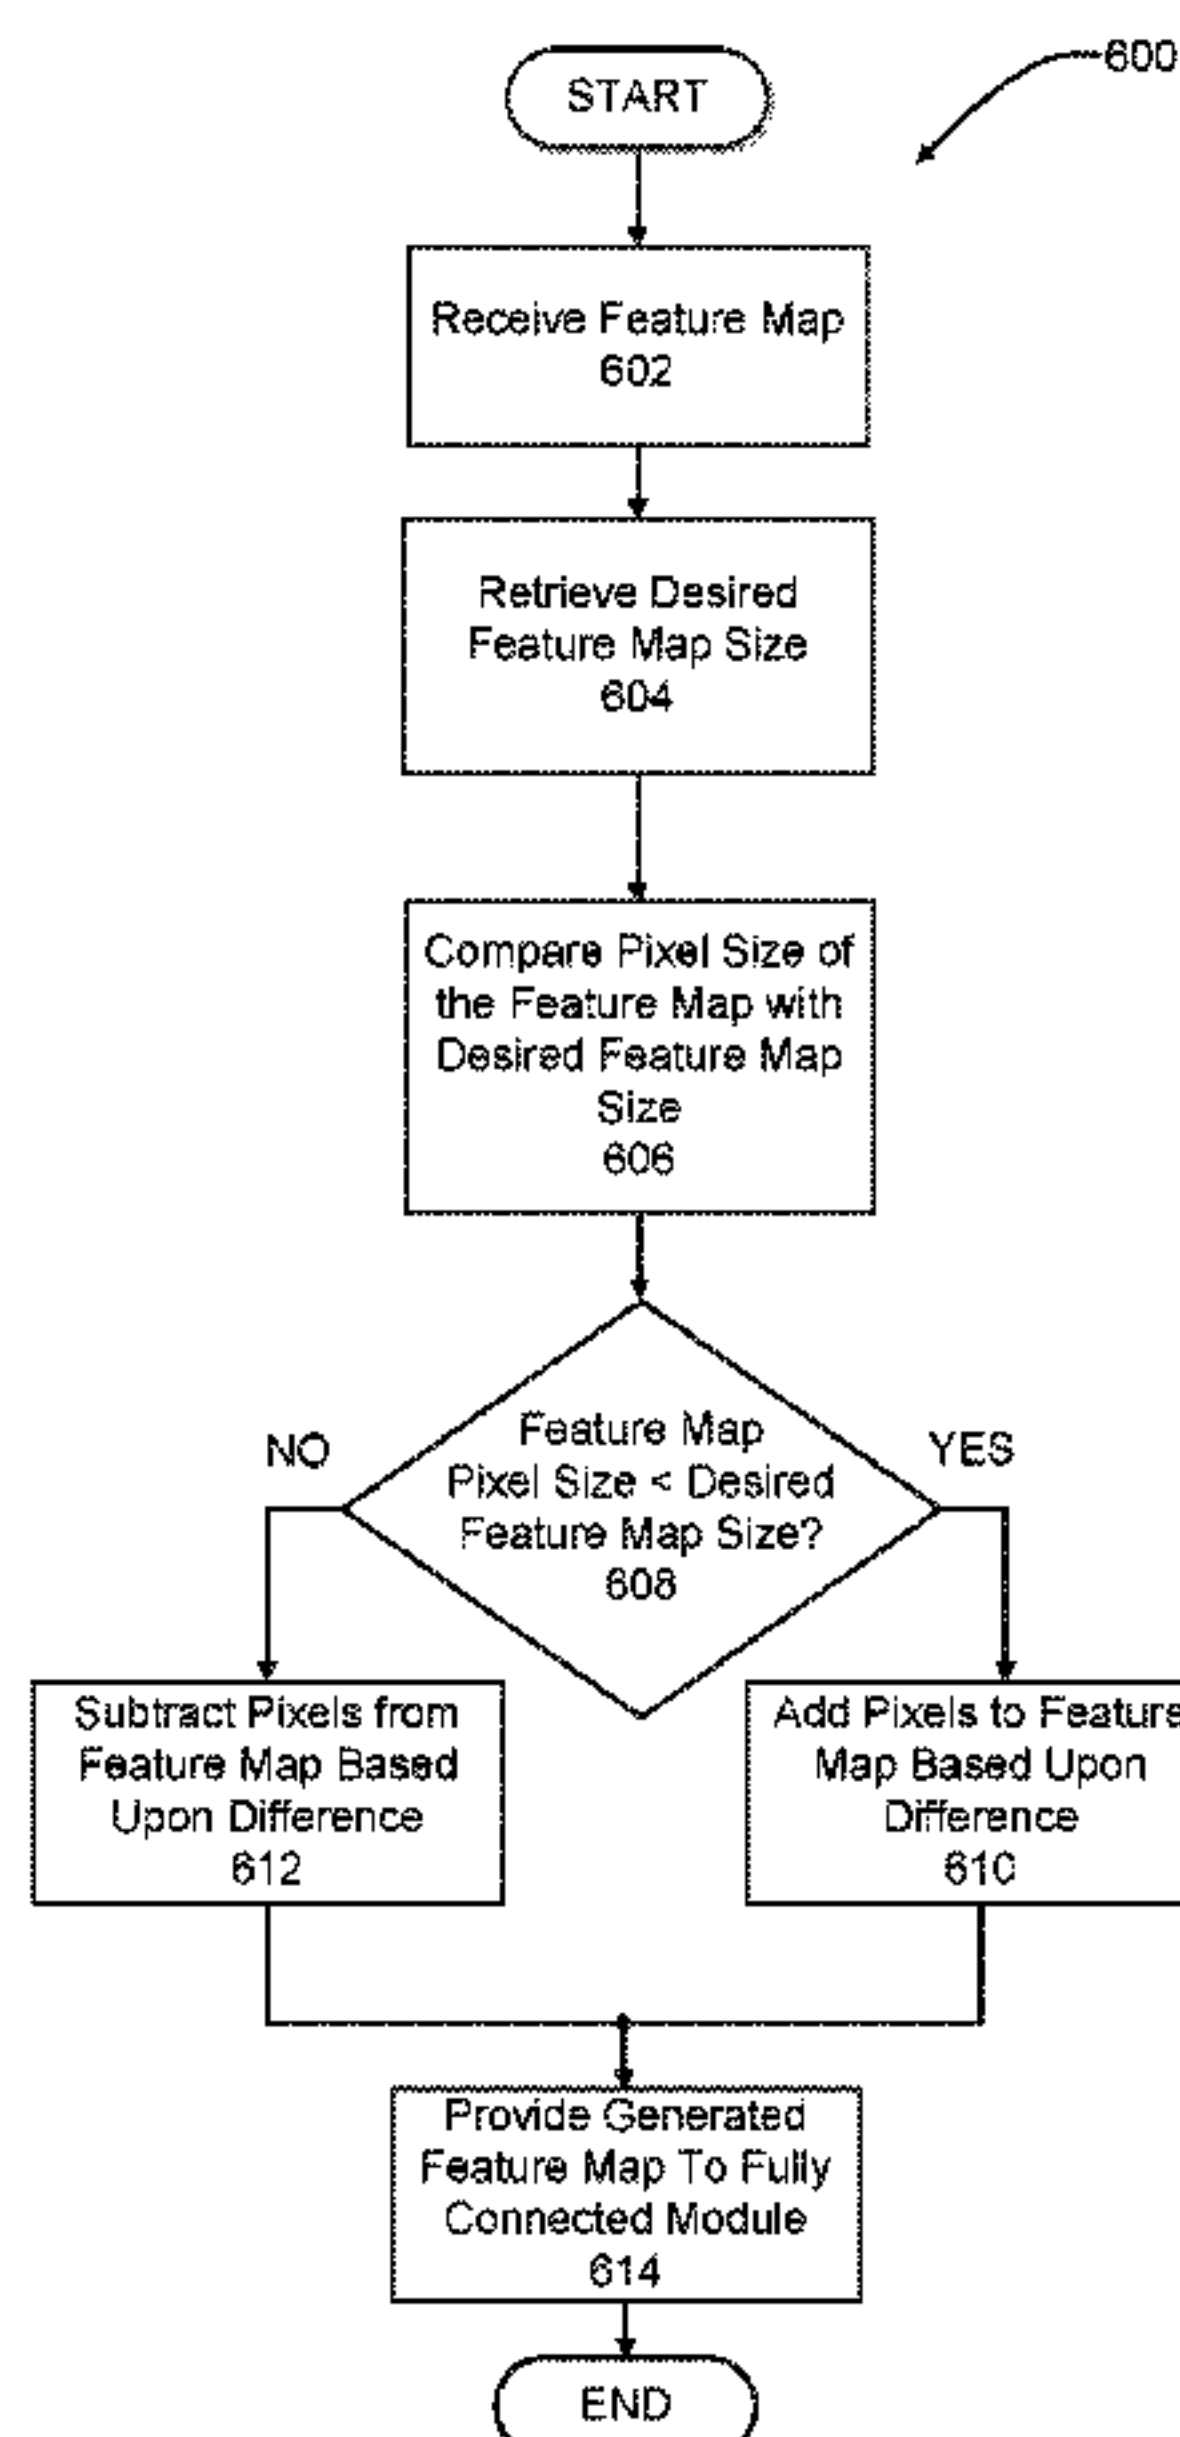 START
600
Receive Feature Map
602
Retrieve Desired
Feature Map Size
604
Compare Pixel Size of
the Feature Map with
Desired Feature Map
Size
606
Feature Map
Pixel Size < Desired
Feature Map Size?
608
NO
YES
Subtract Pixels from
Feature Map Based
Upon Difference
612
Add Pixels to Feature
Map Based Upon
Difference
610
Provide Generated
Feature Map To Fully
Connected Module
614
END